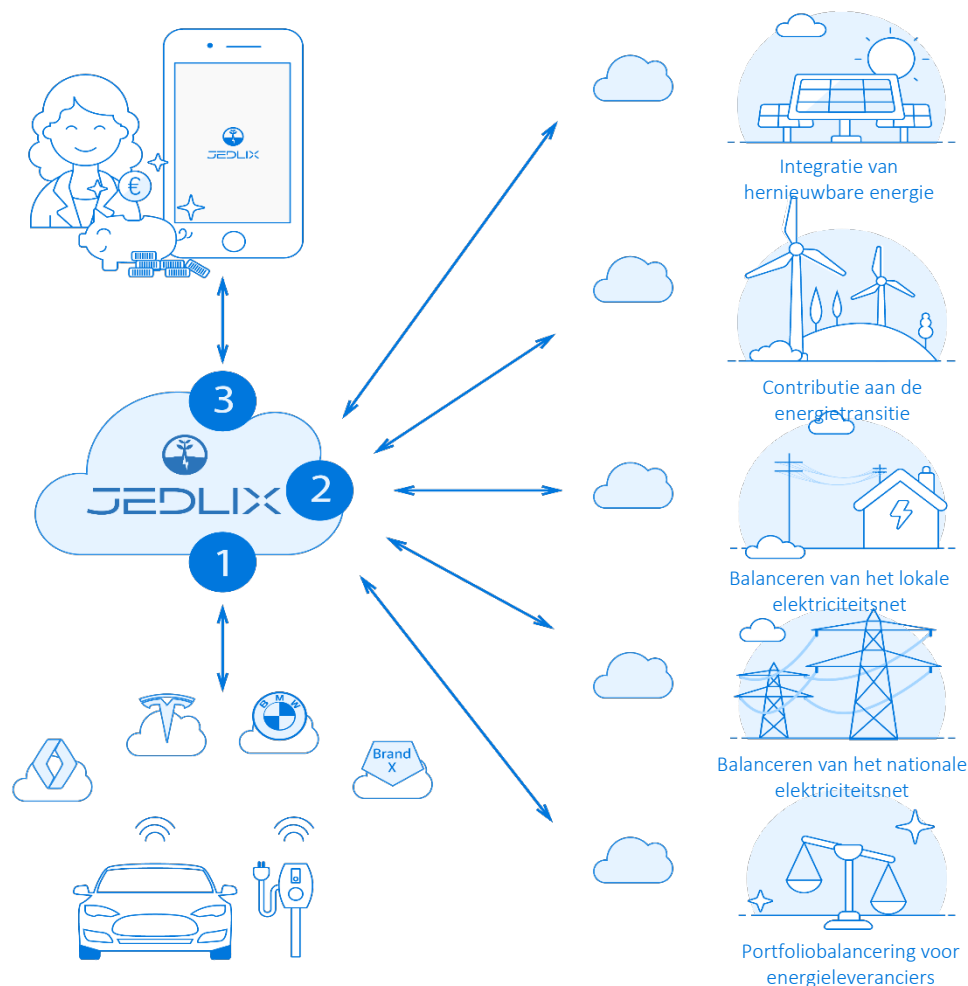 JEDLIX
€
3
JEDLIX
2
1
BMW
Brand
X
Integratie van
hernieuwbare energie
Contributie aan de
energietransitie
Balanceren van het lokale
elektriciteitsnet
Balanceren van het nationale
elektriciteitsnet
Portfoliobalancering voor
energieleveranciers